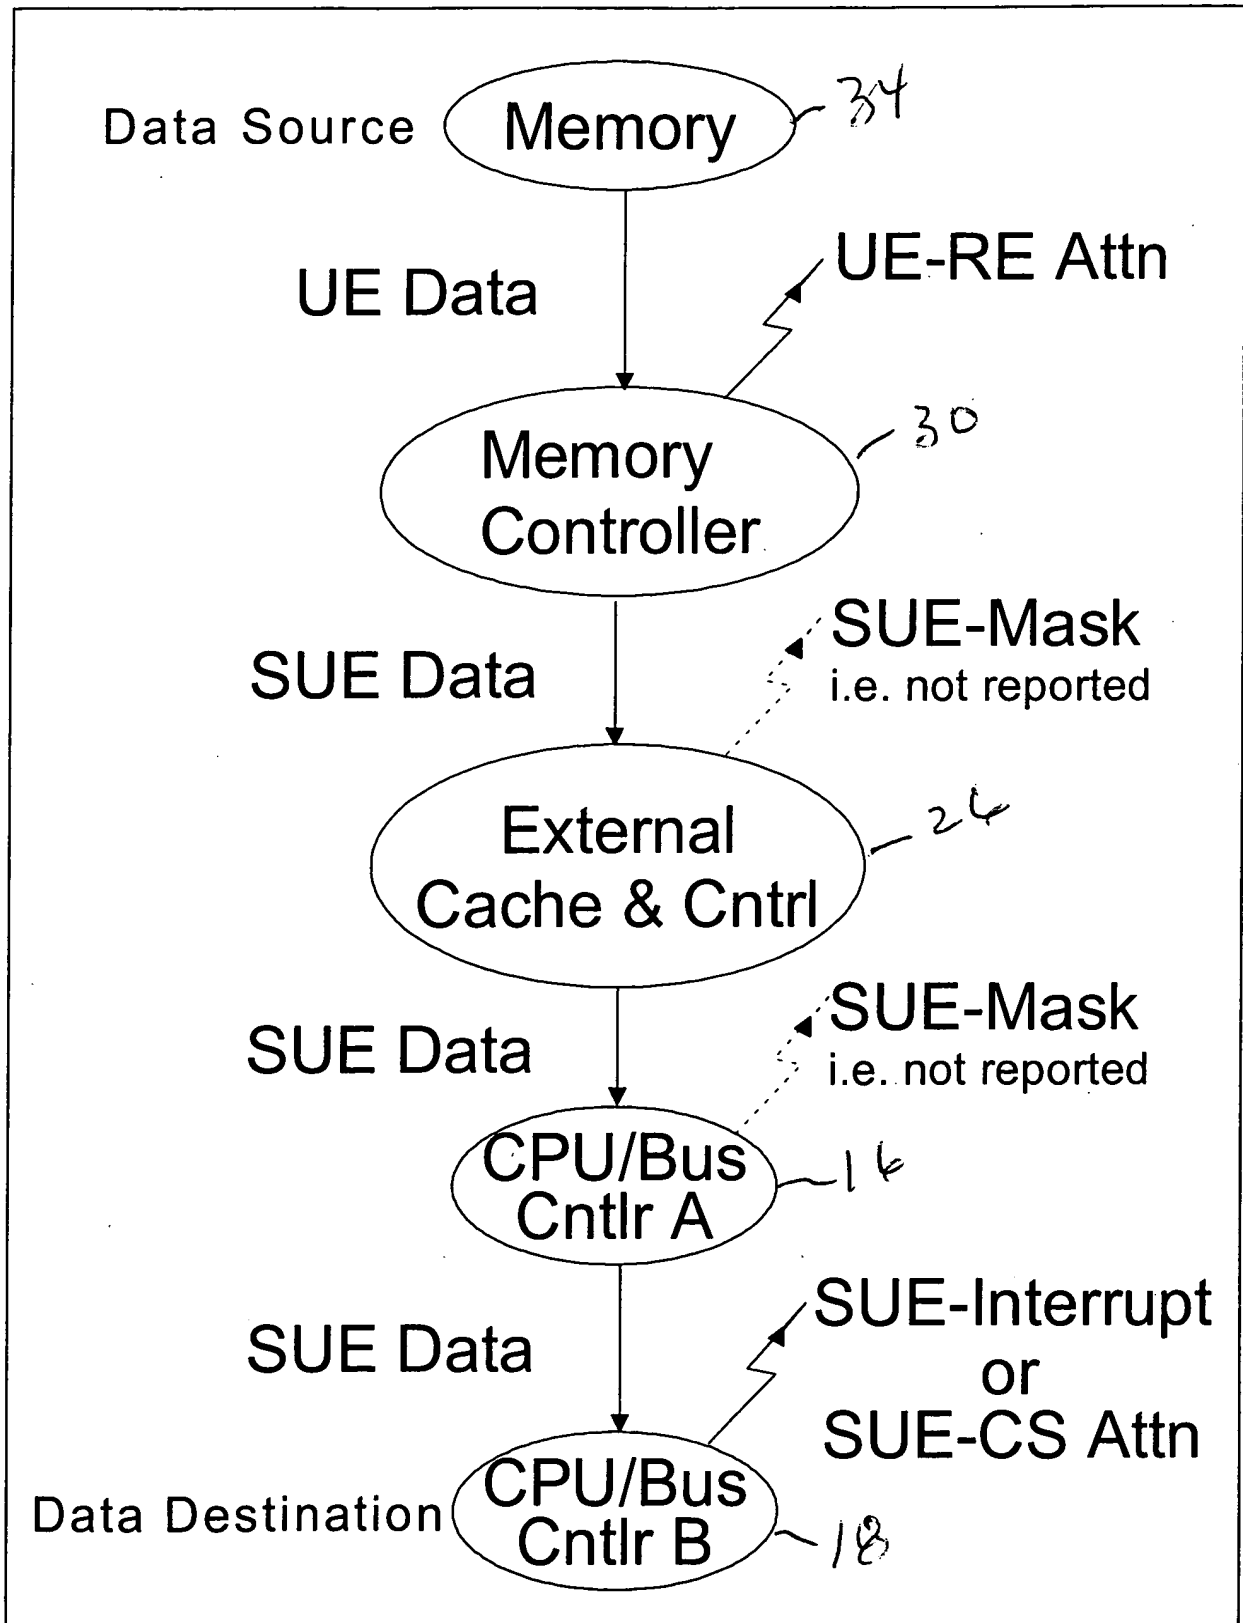 Data Source
Memory
34
UE Data
UE-RE Attn
Memory
Controller
30
SUE Data
SUE-Mask
i.e. not reported
External
Cache & Cntrl
26
SUE Data
SUE-Mask
i.e. not reported
CPU/Bus
Cntlr A
16
SUE Data
SUE-Interrupt
or
SUE-CS Attn
Data Destination
CPU/Bus
Cntlr B
18